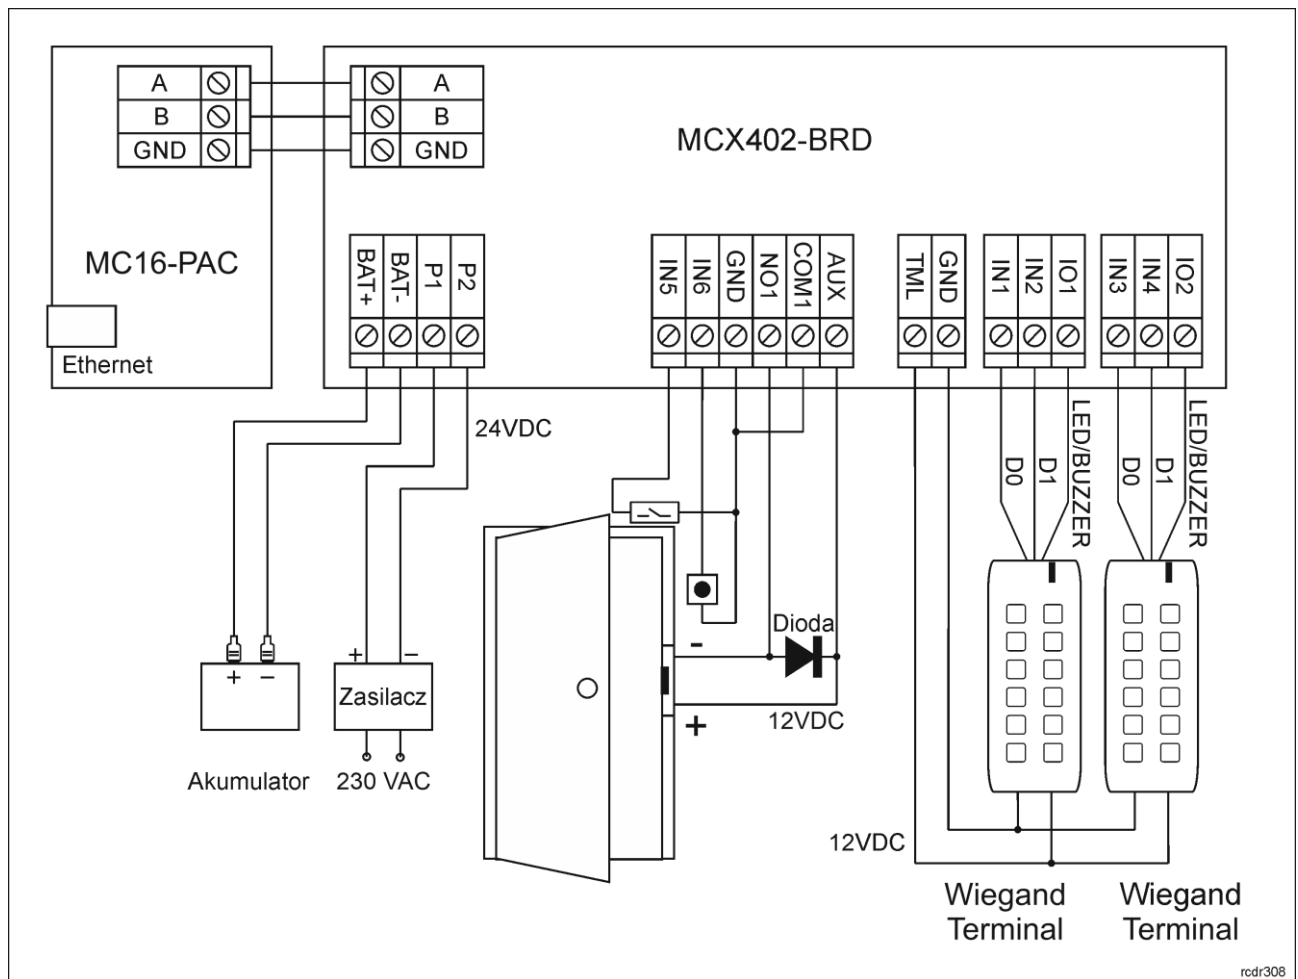 A
B
GND
A
B
GND
MCX402-BRD
MC16-PAC
Ethernet
BAT+
BAT-
P1
P2
IN5
IN6
GND
NO1
COM1
AUX
TML
GND
IN1
IN2
IO1
IN3
IN4
IO2
24VDC
D0
D1
LED/BUZZER
D0
D1
LED/BUZZER
Dioda
-
+
12VDC
+ -
+ -
Zasilacz
Akumulator
230 VAC
12VDC
Wiegand
Terminal
Wiegand
Terminal
rcdr308